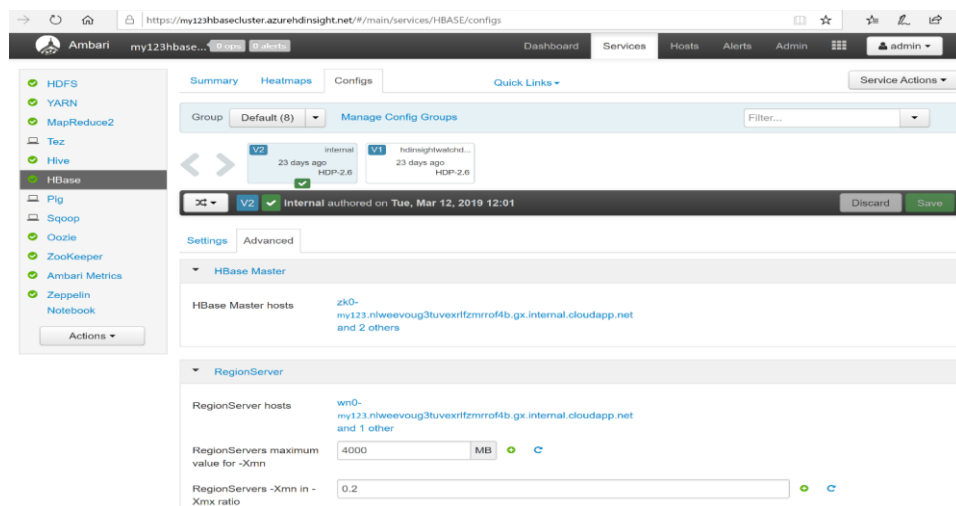 https://my123hbasecluster.azurehdinsight.net/#/main/services/HBASE/configs
Ambari my123hbase... 0 ops 0 alerts Dashboard Services Hosts Alerts Admin admin
HDFS
YARN
MapReduce2
Tez
Hive
HBase
Pig
Sqoop
Oozie
ZooKeeper
Ambari Metrics
Zeppelin
Notebook
Actions
Summary Heatmaps Configs Quick Links Service Actions
Group Default (8) Manage Config Groups Filter...
V2 internal
23 days ago
HDP-2.6
V1 hdinsightwatchd...
23 days ago
HDP-2.6
V2 internal authored on Tue, Mar 12, 2019 12:01 Discard Save
Settings Advanced
HBase Master
HBase Master hosts
zk0-
my123.nlweevoug3tuvexrlfzmrrof4b.gx.internal.cloudapp.net
and 2 others
RegionServer
RegionServer hosts
wn0-
my123.nlweevoug3tuvexrlfzmrrof4b.gx.internal.cloudapp.net
and 1 other
RegionServers maximum
value for -Xmn
4000 MB
RegionServers -Xmn in -
Xmx ratio
0.2